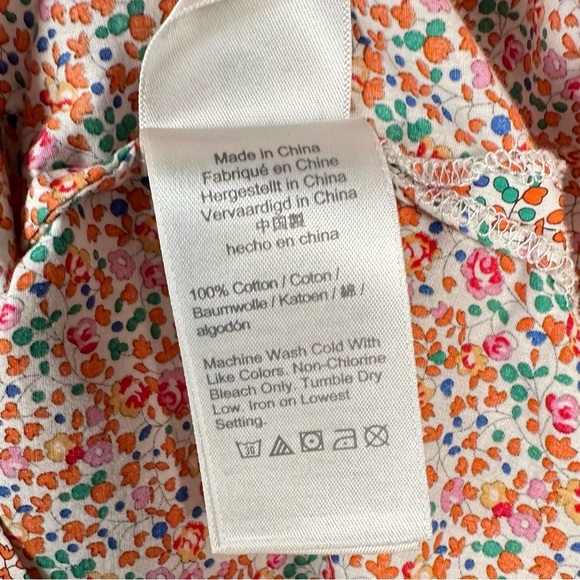 Made in China
Fabriqué en Chine
Hergestellt in China
Vervaardigd in China
中国製
hecho en china
100% Cotton / Coton /
Baumwolle / Katoen / 綿 /
algodón
Machine Wash Cold With
Like Colors. Non-Chlorine
Bleach Only. Tumble Dry
Low. Iron on Lowest
Setting.
30